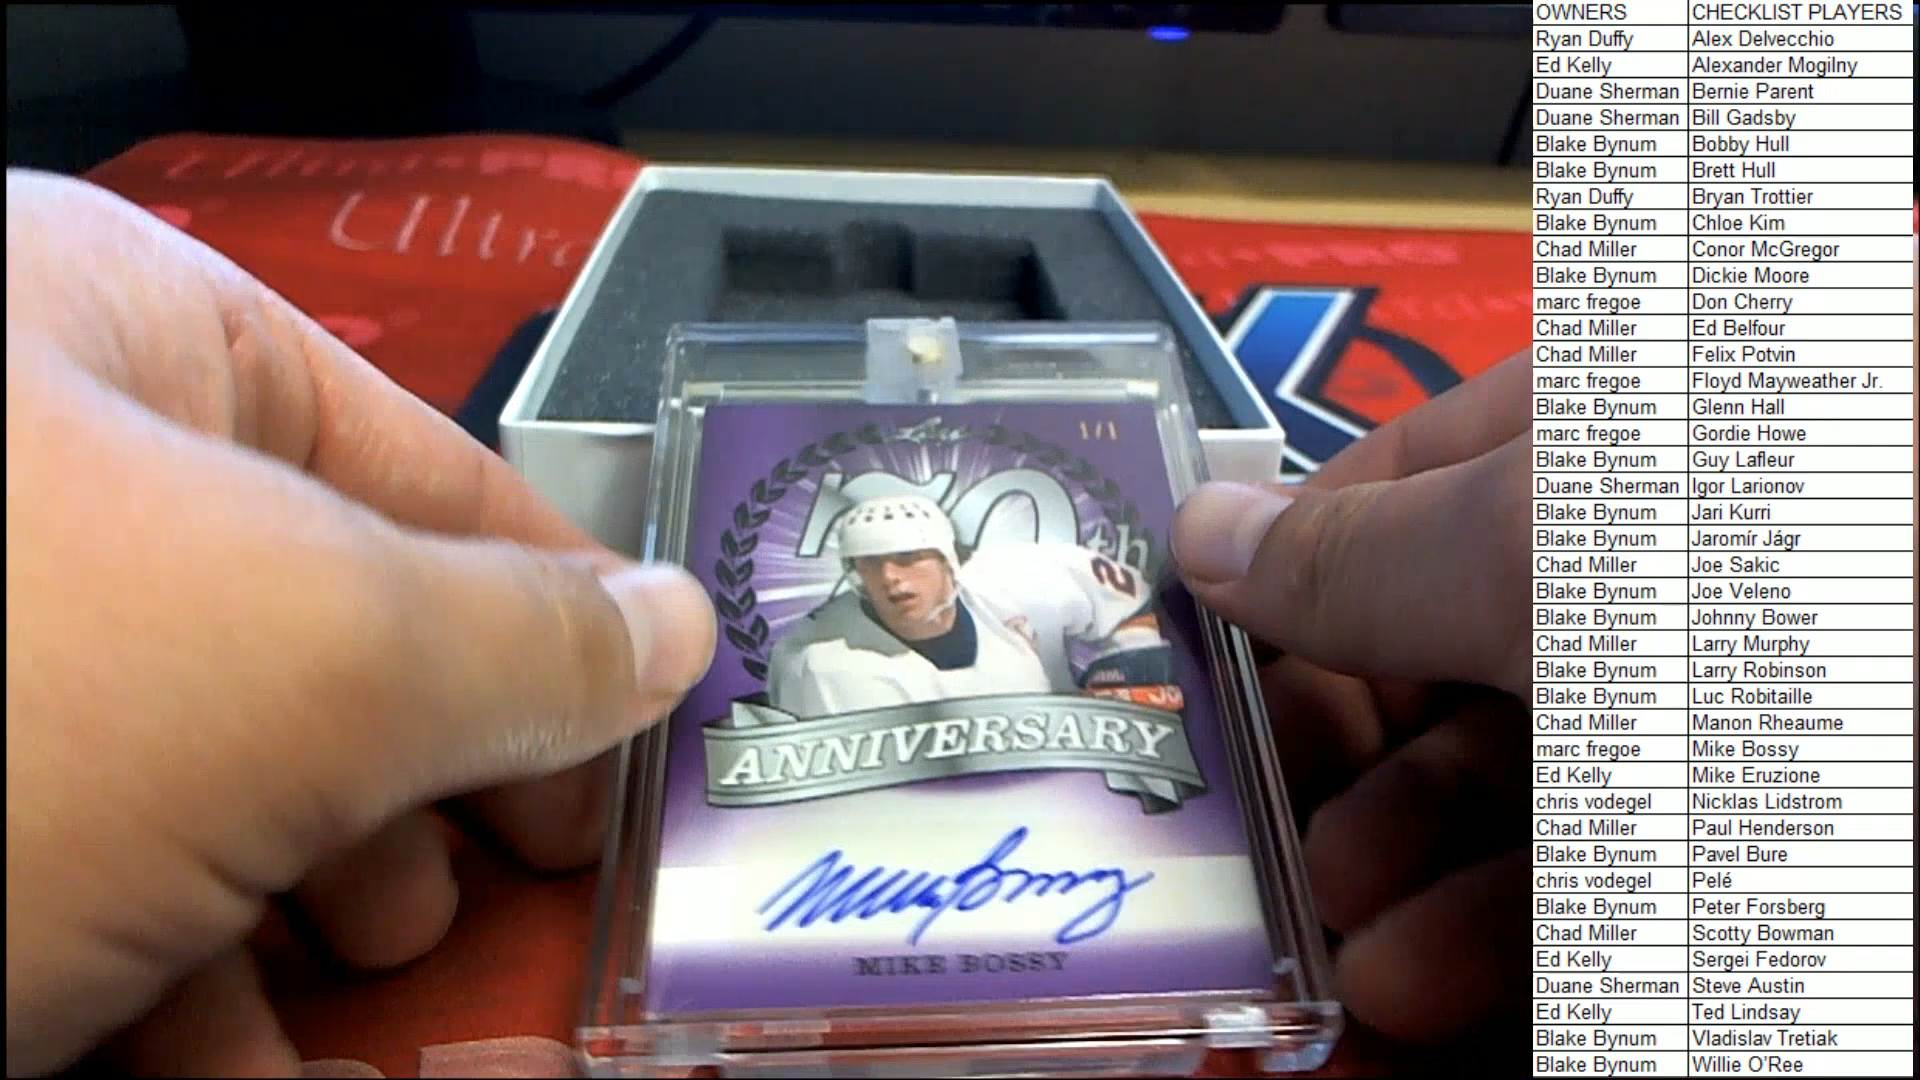 OWNERS CHECKLIST PLAYERS
Ryan Duffy Alex Delvecchio
Ed Kelly Alexander Mogilny
Duane Sherman Bernie Parent
Duane Sherman Bill Gadsby
Blake Bynum Bobby Hull
Blake Bynum Brett Hull
Ryan Duffy Bryan Trottier
Blake Bynum Chloe Kim
Chad Miller Conor McGregor
Blake Bynum Dickie Moore
marc fregoe Don Cherry
Chad Miller Ed Belfour
Chad Miller Felix Potvin
marc fregoe Floyd Mayweather Jr.
Blake Bynum Glenn Hall
marc fregoe Gordie Howe
Blake Bynum Guy Lafleur
Duane Sherman Igor Larionov
Blake Bynum Jari Kurri
Blake Bynum Jaromír Jágr
Chad Miller Joe Sakic
Blake Bynum Joe Veleno
Blake Bynum Johnny Bower
Chad Miller Larry Murphy
Blake Bynum Larry Robinson
Blake Bynum Luc Robitaille
Chad Miller Manon Rheaume
marc fregoe Mike Bossy
Ed Kelly Mike Eruzione
chris vodegel Nicklas Lidstrom
Chad Miller Paul Henderson
Blake Bynum Pavel Bure
chris vodegel Pelé
Blake Bynum Peter Forsberg
Chad Miller Scotty Bowman
Ed Kelly Sergei Fedorov
Duane Sherman Steve Austin
Ed Kelly Ted Lindsay
Blake Bynum Vladislav Tretiak
Blake Bynum Willie O'Ree
Ultra
Leaf
1/1
th
2
ANNIVERSARY
Mike Bossy
MIKE BOSSY